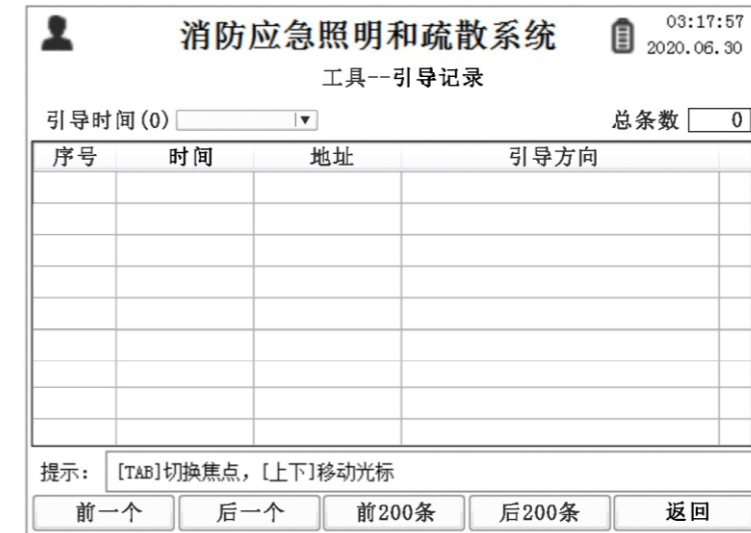 消防应急照明和疏散系统 03:17:57
2020.06.30
工具--引导记录
引导时间(0) 总条数 0
序号 时间 地址 引导方向
提示： [TAB]切换焦点，[上下]移动光标
前一个 后一个 前200条 后200条 返回